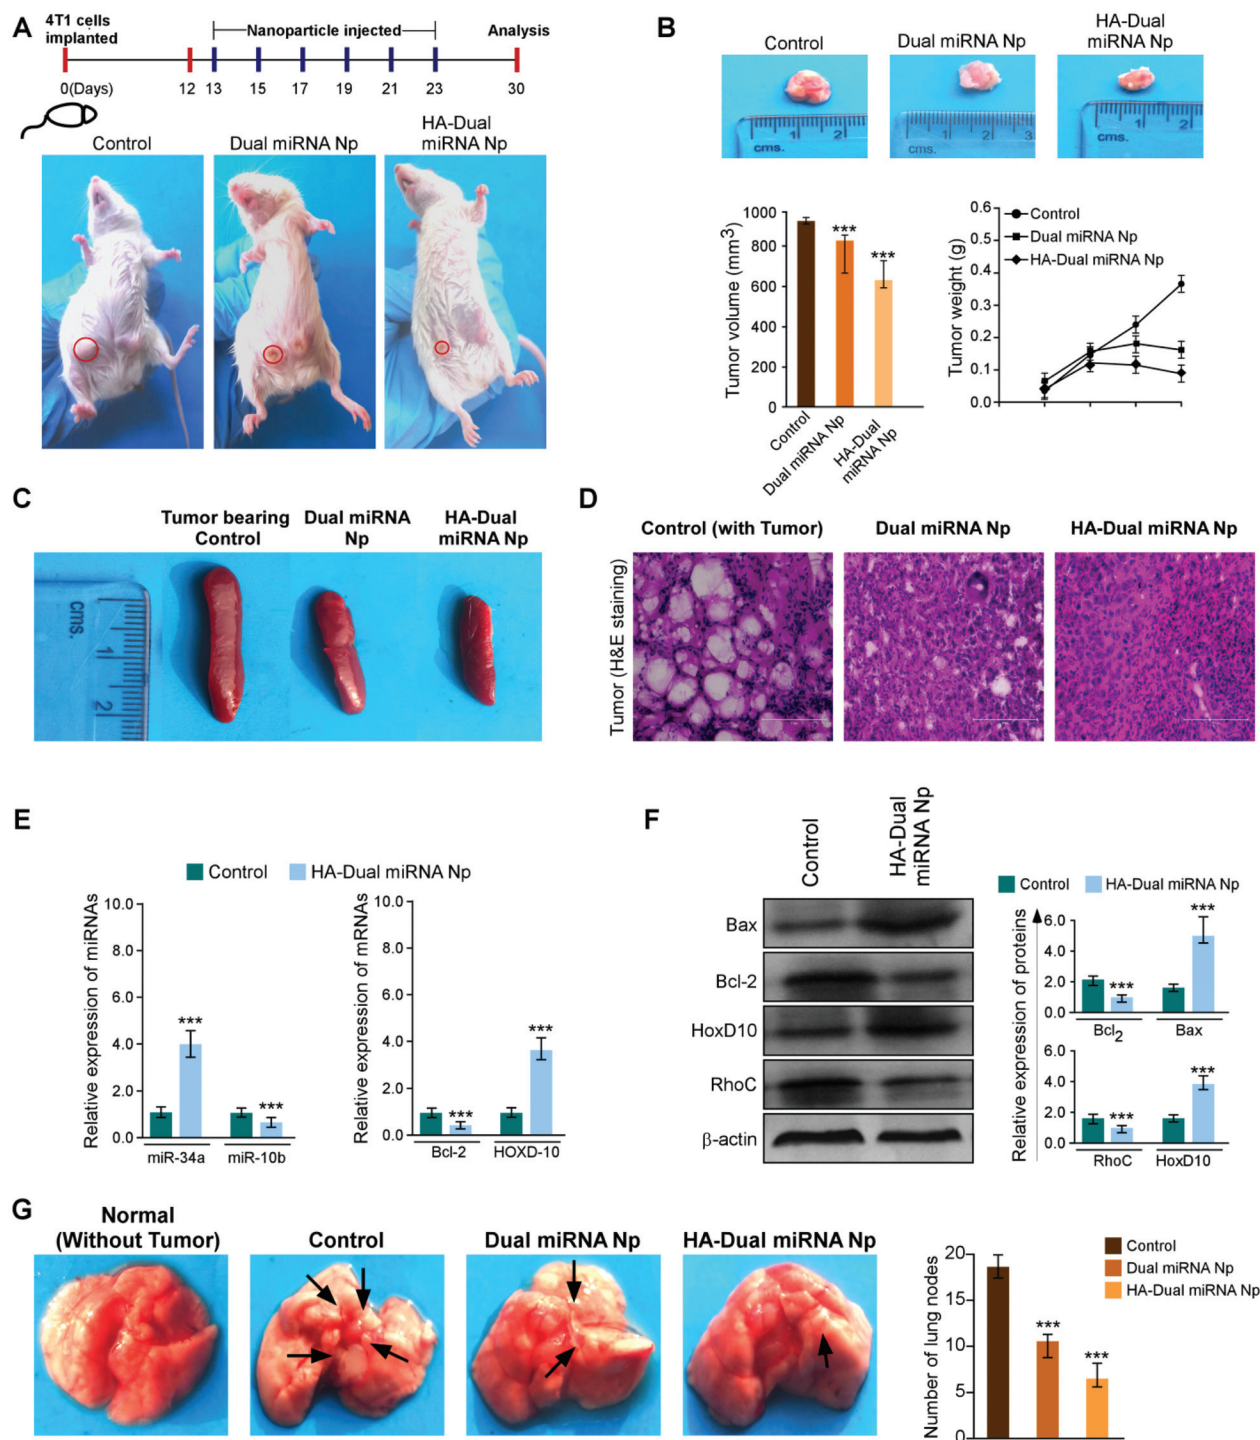 A
4T1 cells
implanted
Nanoparticle injected
Analysis
0(Days)
12
13
15
17
19
21
23
30
Control
Dual miRNA Np
HA-Dual
miRNA Np
B
Control
Dual miRNA Np
HA-Dual
miRNA Np
1
2
cms.
1
2
3
cms.
1
2
cms.
Tumor volume (mm3)
1000
800
600
400
200
0
***
***
Control
Dual miRNA Np
HA-Dual
miRNA Np
Tumor weight (g)
0.6
0.5
0.4
0.3
0.2
0.1
0.0
Control
Dual miRNA Np
HA-Dual miRNA Np
C
Tumor bearing
Control
Dual miRNA
Np
HA-Dual
miRNA Np
cms.
1
2
D
Control (with Tumor)
Dual miRNA Np
HA-Dual miRNA Np
Tumor (H&E staining)
E
Control
HA-Dual miRNA Np
Relative expression of miRNAs
10.0
8.0
6.0
4.0
2.0
0.0
***
***
miR-34a
miR-10b
Relative expression of mRNAs
10.0
8.0
6.0
4.0
2.0
0.0
***
***
Bcl-2
HOXD-10
F
Control
HA-Dual
miRNA Np
Bax
Bcl-2
HoxD10
RhoC
β-actin
Control
HA-Dual miRNA Np
Relative expression of proteins
6.0
4.0
2.0
0.0
***
***
Bcl2
Bax
6.0
4.0
2.0
0.0
***
***
RhoC
HoxD10
G
Normal
(Without Tumor)
Control
Dual miRNA Np
HA-Dual miRNA Np
Number of lung nodes
20
15
10
5
0
***
***
Control
Dual miRNA Np
HA-Dual miRNA Np